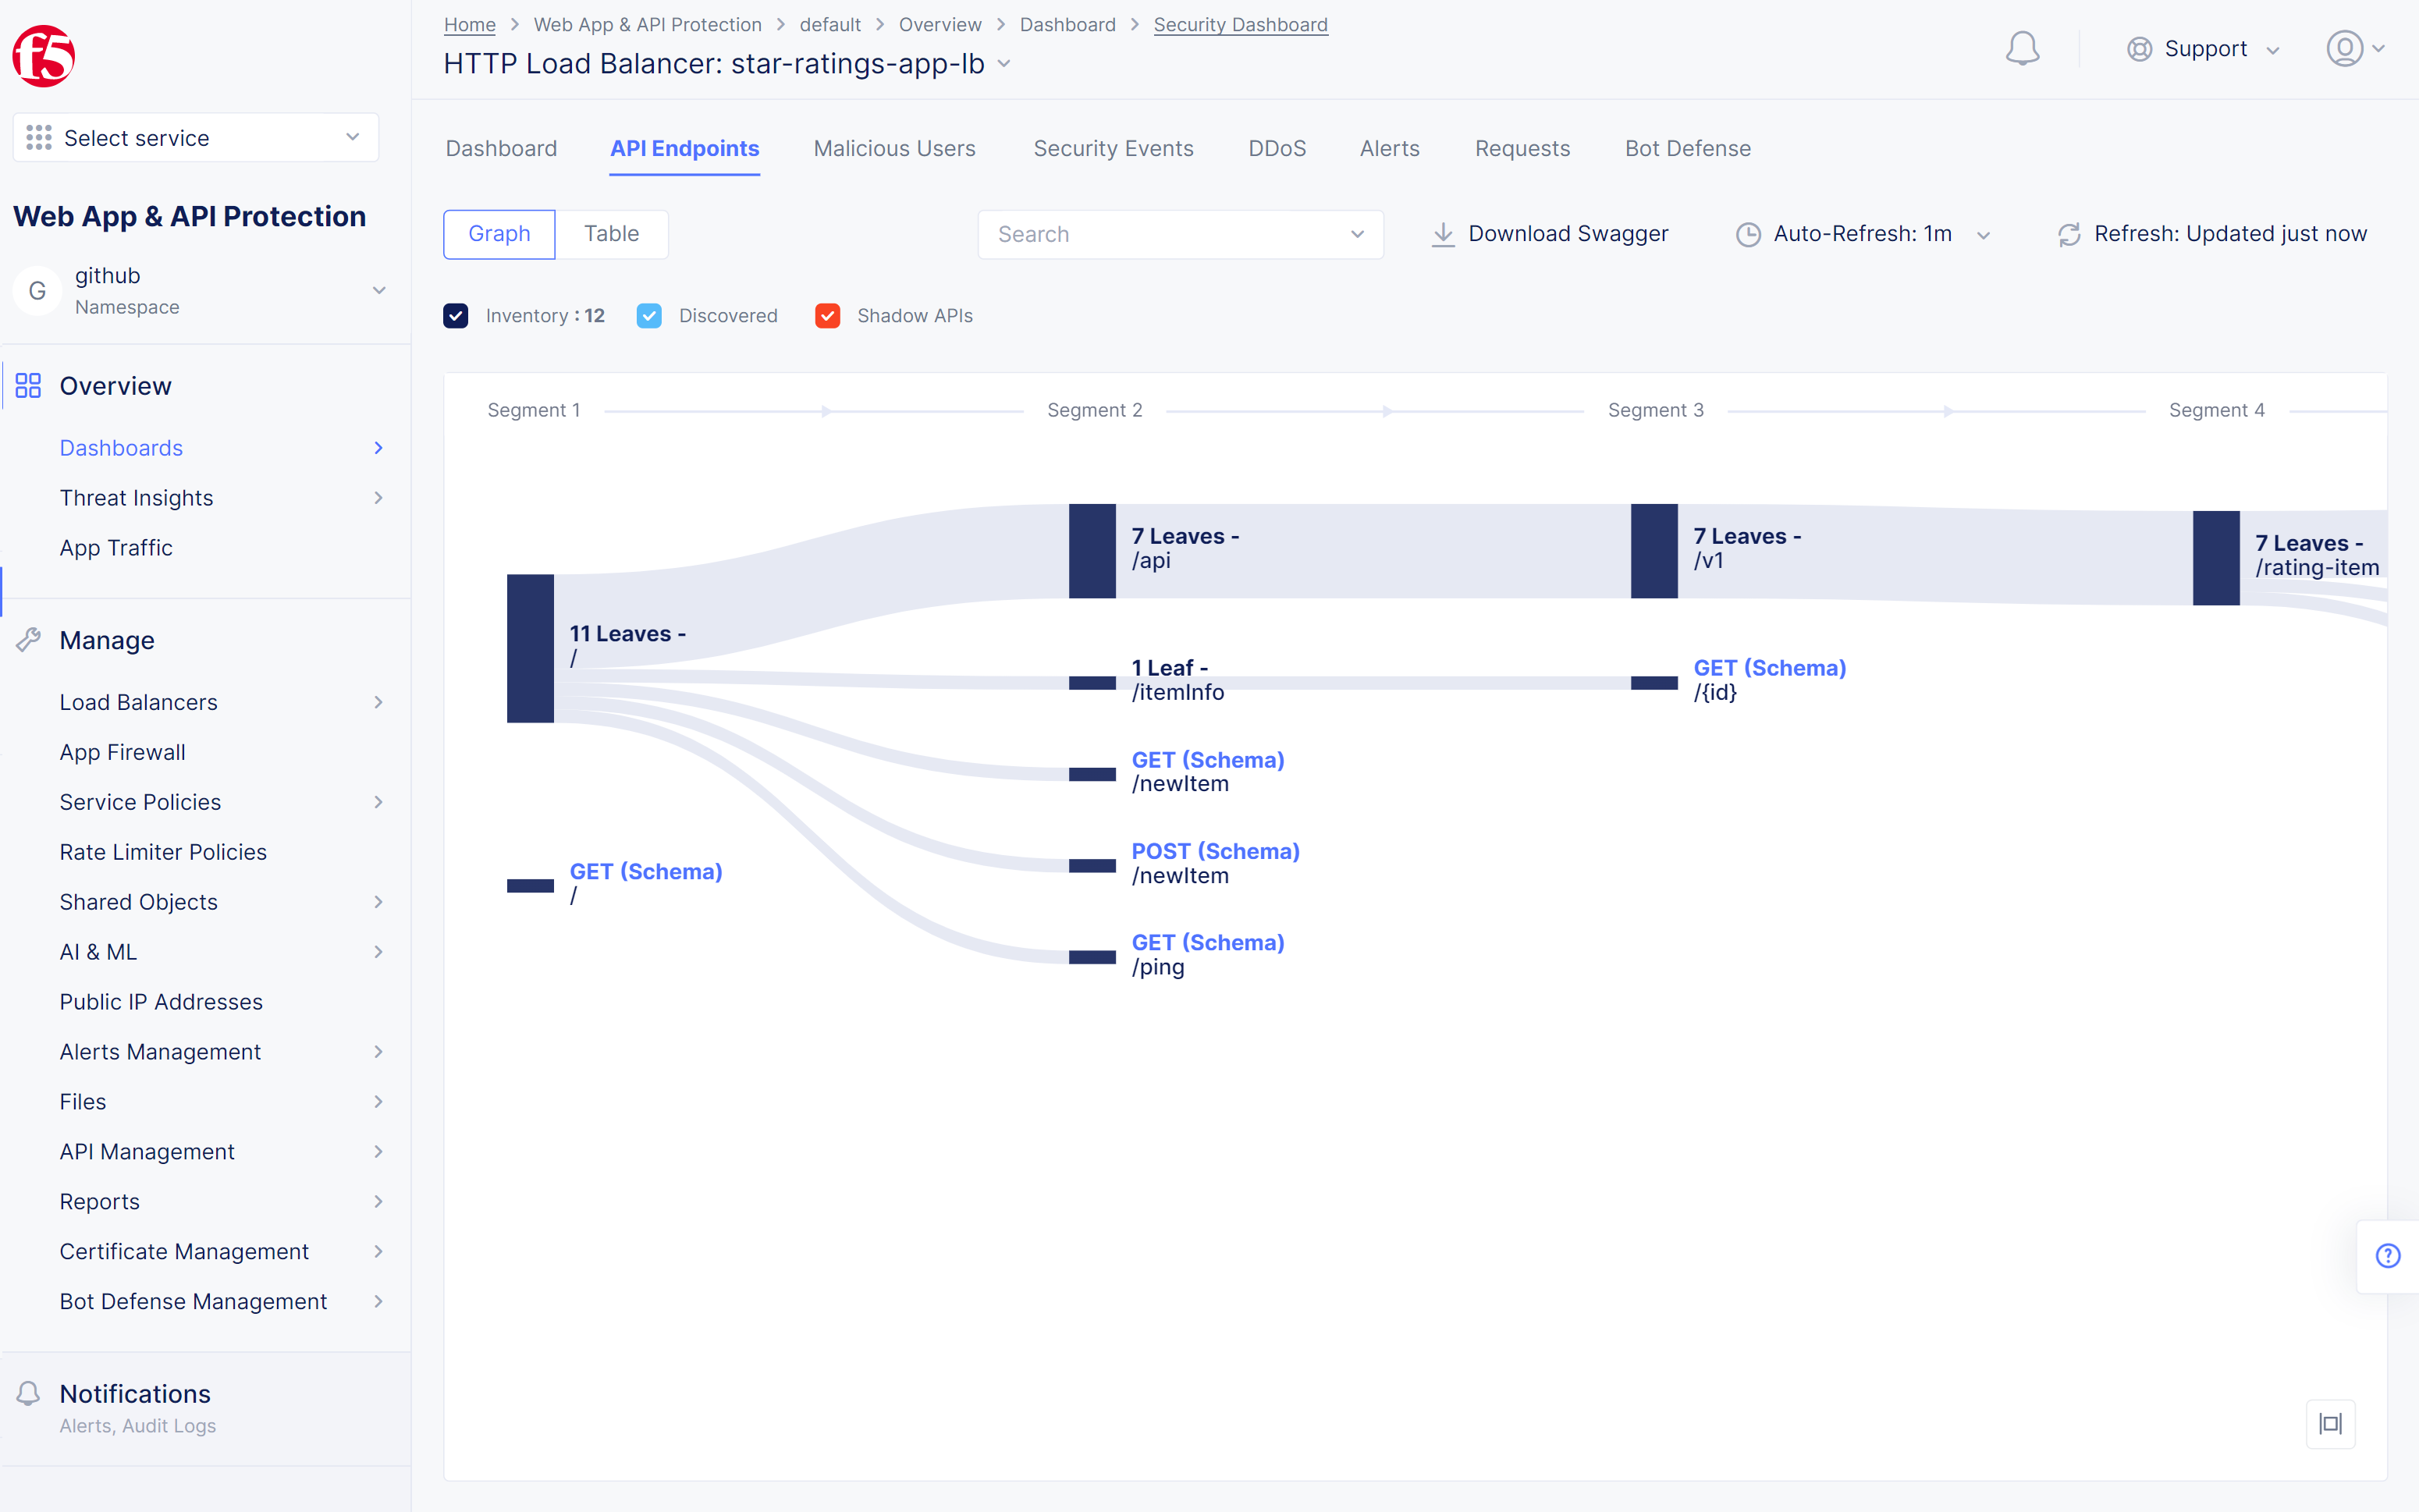 f5
Select service
Web App & API Protection
G
github
Namespace
Overview
Dashboards
Threat Insights
App Traffic
Manage
Load Balancers
App Firewall
Service Policies
Rate Limiter Policies
Shared Objects
AI & ML
Public IP Addresses
Alerts Management
Files
API Management
Reports
Certificate Management
Bot Defense Management
Notifications
Alerts, Audit Logs
Home > Web App & API Protection > default > Overview > Dashboard > Security Dashboard
HTTP Load Balancer: star-ratings-app-lb
Support
Dashboard API Endpoints Malicious Users Security Events DDoS Alerts Requests Bot Defense
Graph Table Search Download Swagger Auto-Refresh: 1m Refresh: Updated just now
Inventory : 12 Discovered Shadow APIs
Segment 1 Segment 2 Segment 3 Segment 4
11 Leaves -
/
GET (Schema)
/
7 Leaves -
/api
1 Leaf -
/itemInfo
GET (Schema)
/newItem
POST (Schema)
/newItem
GET (Schema)
/ping
7 Leaves -
/v1
GET (Schema)
/{id}
7 Leaves -
/rating-item